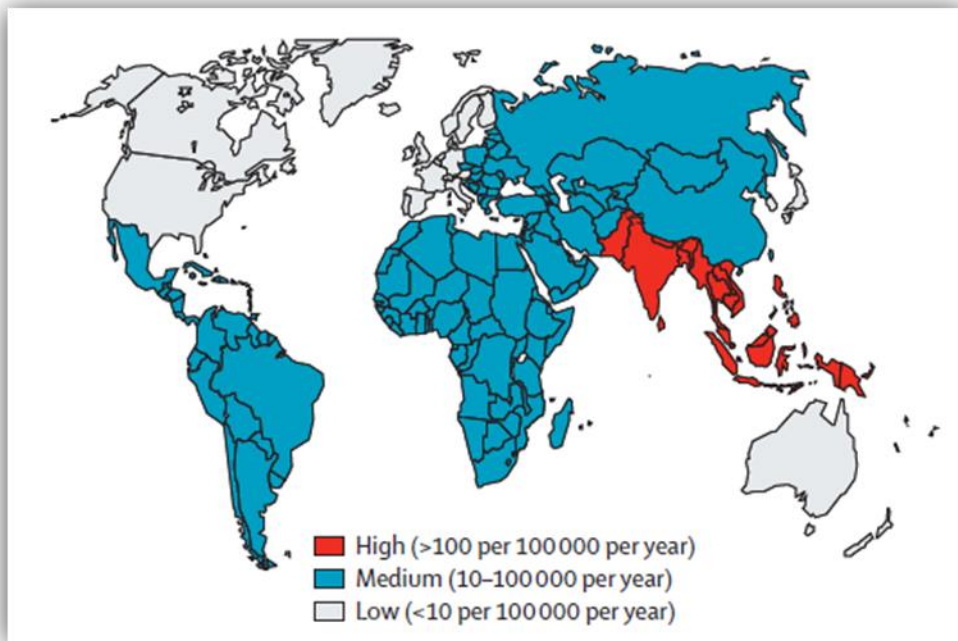 High (>100 per 100 000 per year)
Medium (10–100 000 per year)
Low (<10 per 100 000 per year)